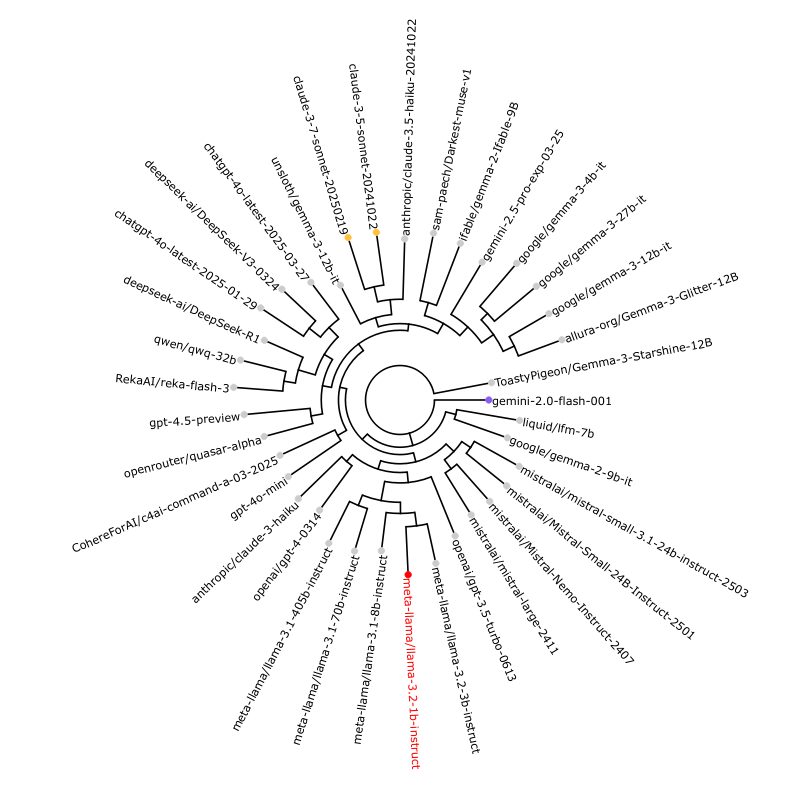 anthropic/claude-3.5-haiku-20241022
sam-paech/Darkest-muse-v1
ifable/gemma-2-Ifable-9B
gemini-2.5-pro-exp-03-25
google/gemma-3-4b-it
google/gemma-3-27b-it
google/gemma-3-12b-it
allura-org/Gemma-3-Glitter-12B
ToastyPigeon/Gemma-3-Starshine-12B
gemini-2.0-flash-001
liquid/lfm-7b
google/gemma-2-9b-it
mistralai/mistral-small-3.1-24b-instruct-2503
mistralai/Mistral-Small-24B-Instruct-2501
mistralai/Mistral-Nemo-Instruct-2407
mistralai/mistral-large-2411
openai/gpt-3.5-turbo-0613
meta-llama/llama-3.2-3b-instruct
meta-llama/llama-3.2-1b-instruct
meta-llama/llama-3.1-8b-instruct
meta-llama/llama-3.1-70b-instruct
meta-llama/llama-3.1-405b-instruct
openai/gpt-4-0314
anthropic/claude-3-haiku
gpt-4o-mini
CohereForAI/c4ai-command-a-03-2025
openrouter/quasar-alpha
gpt-4.5-preview
RekaAI/reka-flash-3
qwen/qwq-32b
deepseek-ai/DeepSeek-R1
chatgpt-4o-latest-2025-01-29
deepseek-ai/DeepSeek-V3-0324
chatgpt-4o-latest-2025-03-27
unsloth/gemma-3-12b-it
claude-3-7-sonnet-20250219
claude-3-5-sonnet-20241022